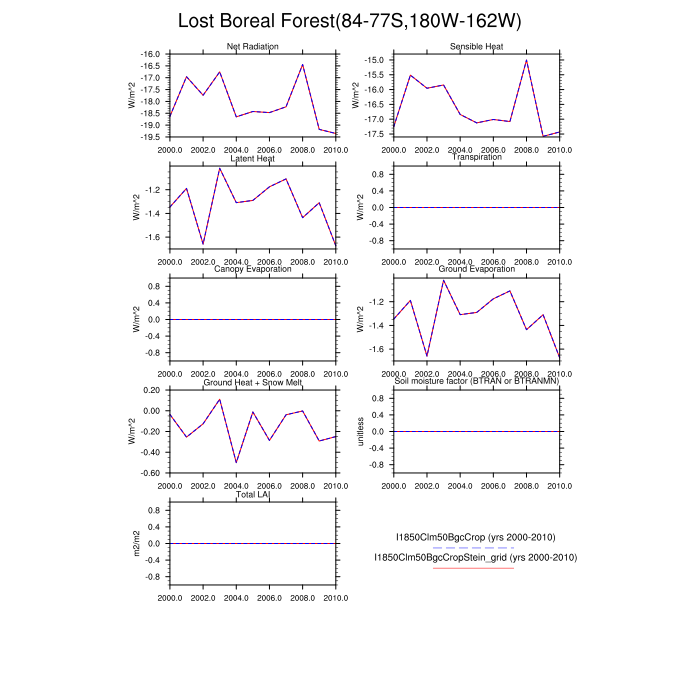 Lost Boreal Forest(84-77S,180W-162W)
Net Radiation
W/m^2
-16.0
-16.5
-17.0
-17.5
-18.0
-18.5
-19.0
-19.5
2000.0 2002.0 2004.0 2006.0 2008.0 2010.0
Sensible Heat
W/m^2
-15.0
-15.5
-16.0
-16.5
-17.0
-17.5
2000.0 2002.0 2004.0 2006.0 2008.0 2010.0
Latent Heat
W/m^2
-1.2
-1.4
-1.6
2000.0 2002.0 2004.0 2006.0 2008.0 2010.0
Transpiration
W/m^2
0.8
0.4
0.0
-0.4
-0.8
2000.0 2002.0 2004.0 2006.0 2008.0 2010.0
Canopy Evaporation
W/m^2
0.8
0.4
0.0
-0.4
-0.8
2000.0 2002.0 2004.0 2006.0 2008.0 2010.0
Ground Evaporation
W/m^2
-1.2
-1.4
-1.6
2000.0 2002.0 2004.0 2006.0 2008.0 2010.0
Ground Heat + Snow Melt
W/m^2
0.20
0.00
-0.20
-0.40
-0.60
2000.0 2002.0 2004.0 2006.0 2008.0 2010.0
Soil moisture factor (BTRAN or BTRANMN)
unitless
0.8
0.4
0.0
-0.4
-0.8
2000.0 2002.0 2004.0 2006.0 2008.0 2010.0
Total LAI
m2/m2
0.8
0.4
0.0
-0.4
-0.8
2000.0 2002.0 2004.0 2006.0 2008.0 2010.0
I1850Clm50BgcCrop (yrs 2000-2010)
I1850Clm50BgcCropStein_grid (yrs 2000-2010)